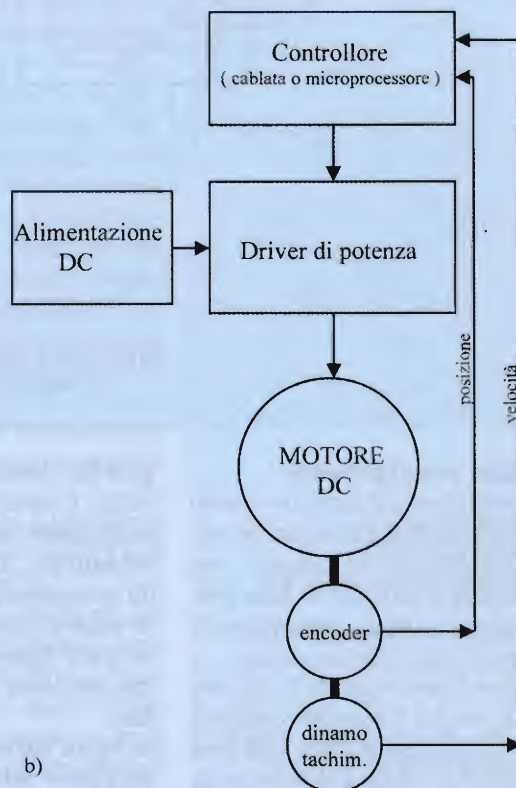 Controllore
( cablata o microprocessore )
Alimentazione
DC
Driver di potenza
posizione
velocità
MOTORE
DC
encoder
dinamo
tachim.
b)